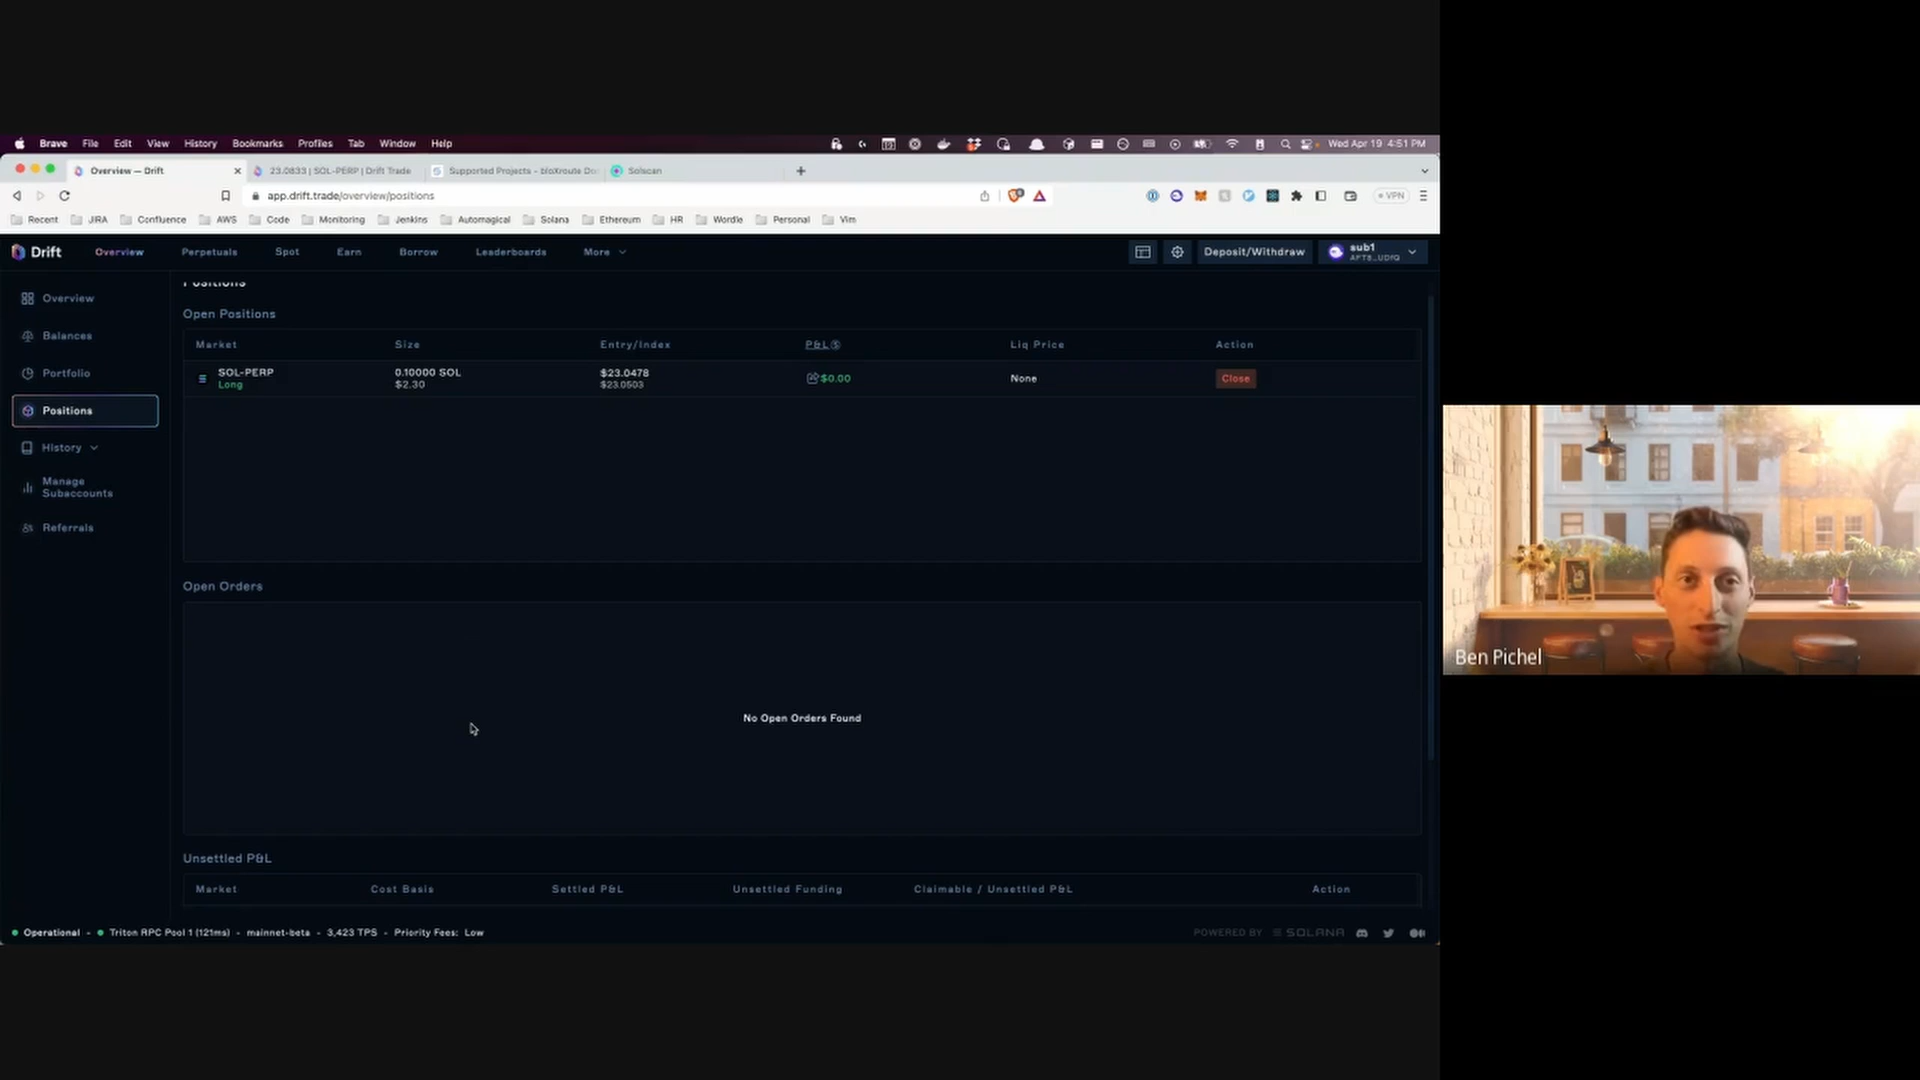 Brave File Edit View History Bookmarks Profiles Tab Window Help
Wed Apr 19 4:51 PM
Overview — Drift
23.0833 | SOL-PERP | Drift Trade
Supported Projects - bloXroute Do
Solscan
app.drift.trade/overview/positions
VPN
Recent JIRA Confluence AWS Code Monitoring Jenkins Automagical Solana Ethereum HR Wordle Personal Vim
Drift Overview Perpetuals Spot Earn Borrow Leaderboards More
Deposit/Withdraw
sub1
Overview
Balances
Portfolio
Positions
History
Manage
Subaccounts
Referrals
Positions
Open Positions
Market Size Entry/Index P&L Liq Price Action
SOL-PERP 0.10000 SOL $23.0478 $0.00 None Close
Long $2.30 $23.0503
Open Orders
No Open Orders Found
Unsettled P&L
Market Cost Basis Settled P&L Unsettled Funding Claimable / Unsettled P&L Action
Operational - Triton RPC Pool 1 (121ms) - mainnet-beta - 3,423 TPS - Priority Fees: Low
POWERED BY SOLANA
Ben Pichel